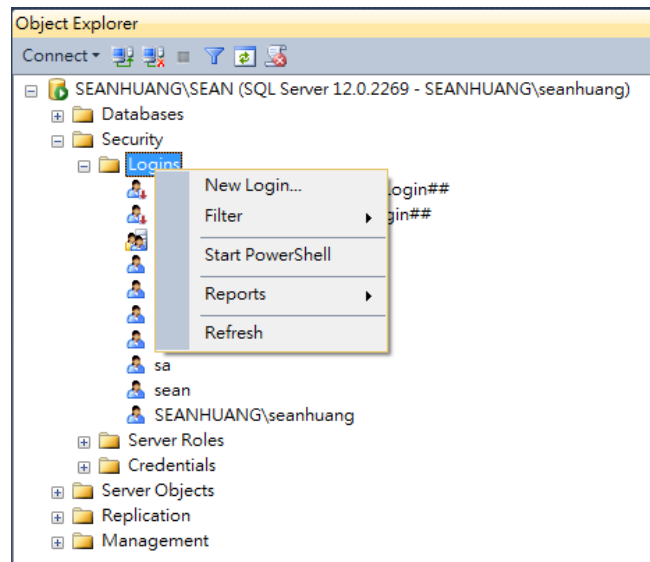 Object Explorer
Connect
SEANHUANG\SEAN (SQL Server 12.0.2269 - SEANHUANG\seanhuang)
Databases
Security
Logins
New Login...
Login##
Filter
gin##
Start PowerShell
Reports
Refresh
sa
sean
SEANHUANG\seanhuang
Server Roles
Credentials
Server Objects
Replication
Management